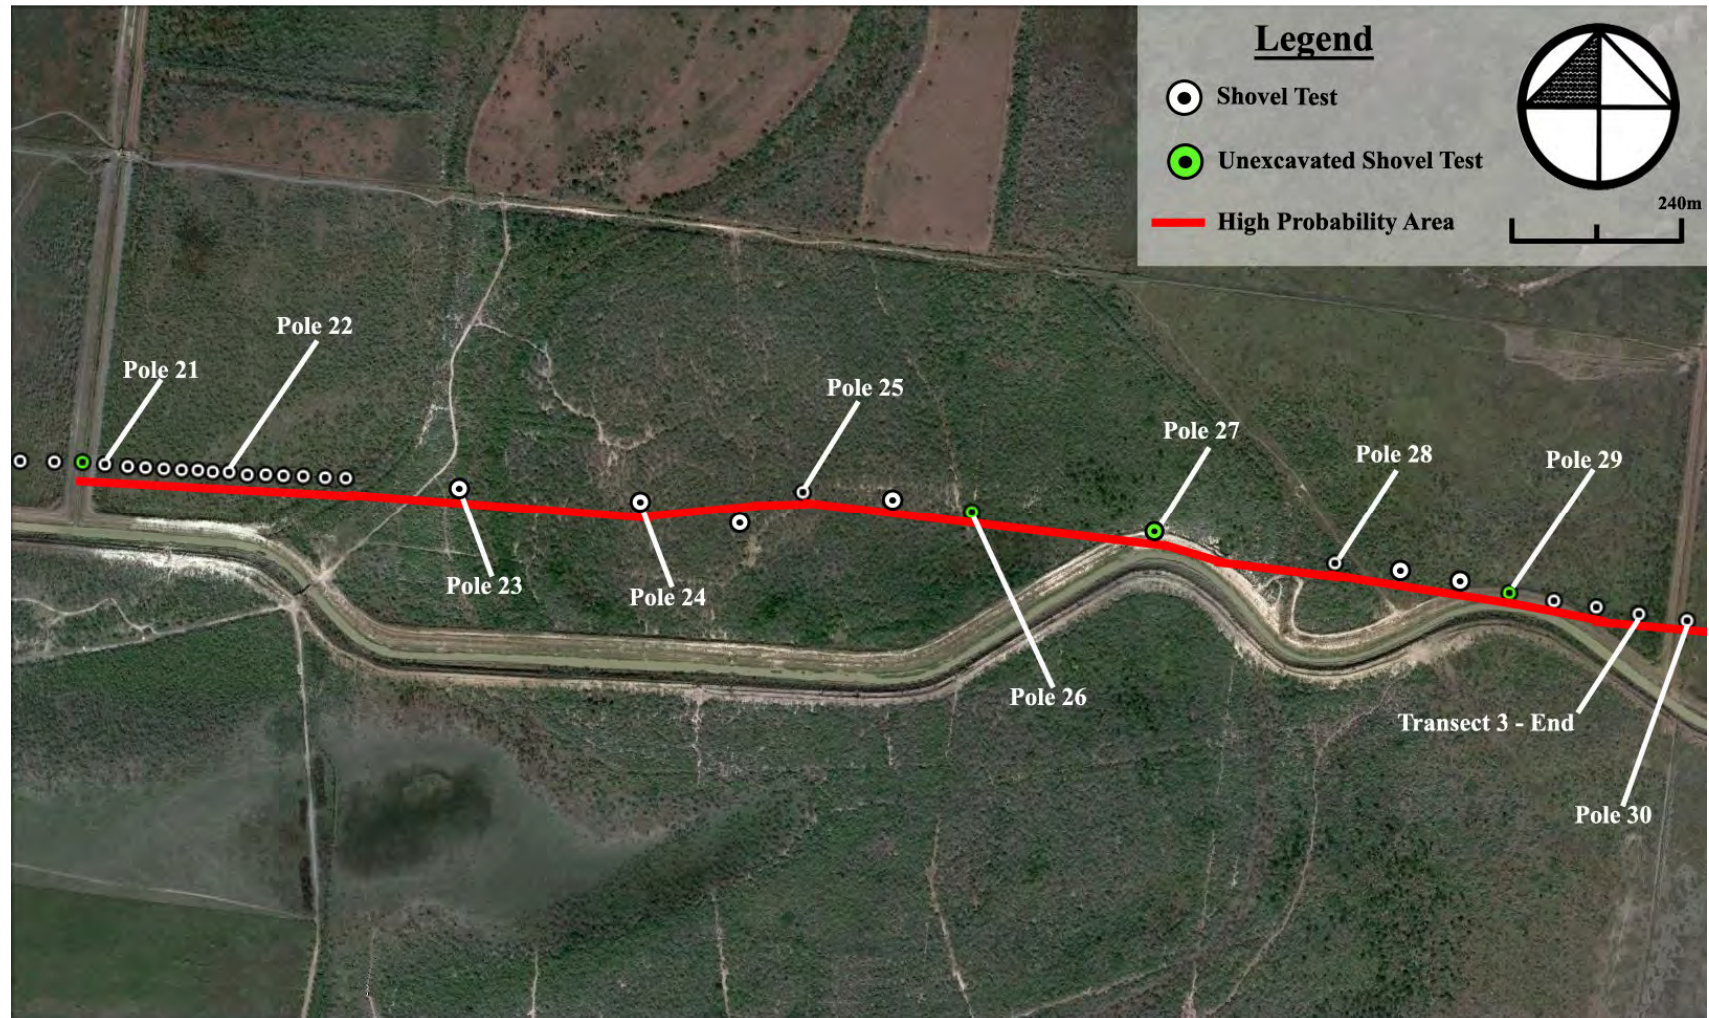 Legend
Shovel Test
Unexcavated Shovel Test
240m
High Probability Area
Pole 22
Pole 21
Pole 25
Pole 27
Pole 28
Pole 29
Pole 23
Pole 24
Pole 26
Transect 3 - End
Pole 30